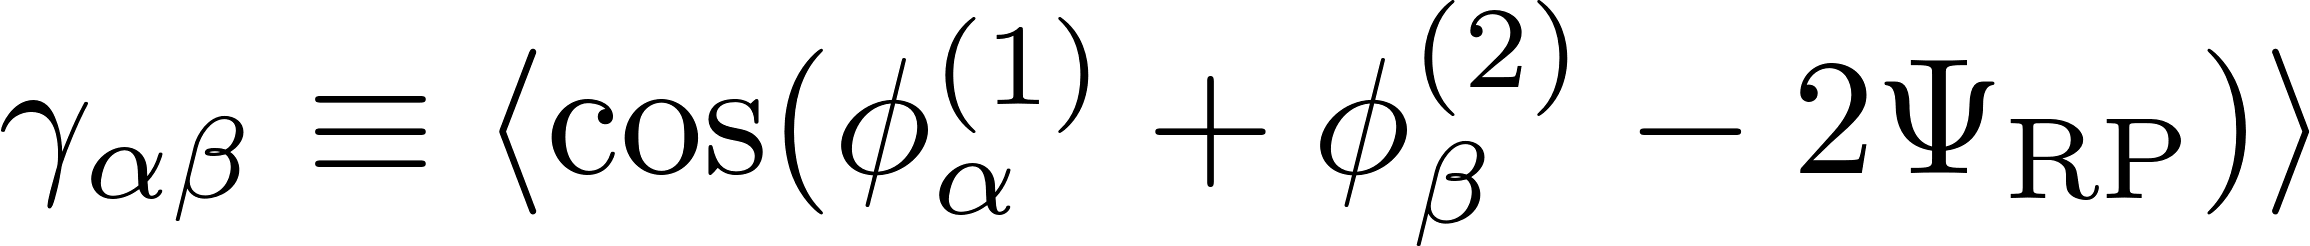 γ_{αβ} ≡ ⟨cos(ϕ_α^{(1)} + ϕ_β^{(2)} − 2Ψ_{RP})⟩